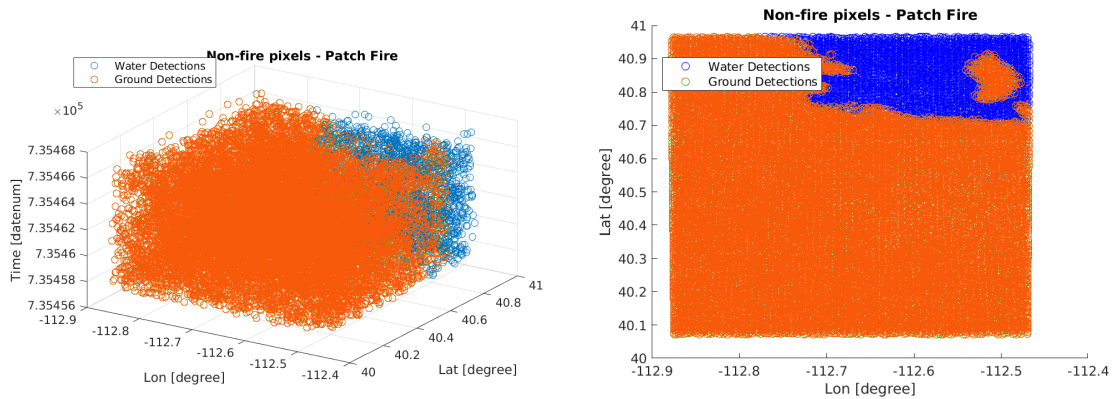 Non-fire pixels - Patch Fire
Water Detections
Ground Detections
×10^5
7.35468
7.35466
7.35464
7.35462
7.3546
7.35458
7.35456
Time [datenum]
-112.9
-112.8
-112.7
-112.6
-112.5
-112.4
Lon [degree]
40
40.2
40.4
40.6
40.8
41
Lat [degree]
Non-fire pixels - Patch Fire
Water Detections
Ground Detections
41
40.9
40.8
40.7
40.6
40.5
40.4
40.3
40.2
40.1
40
Lat [degree]
-112.9 -112.8 -112.7 -112.6 -112.5 -112.4
Lon [degree]